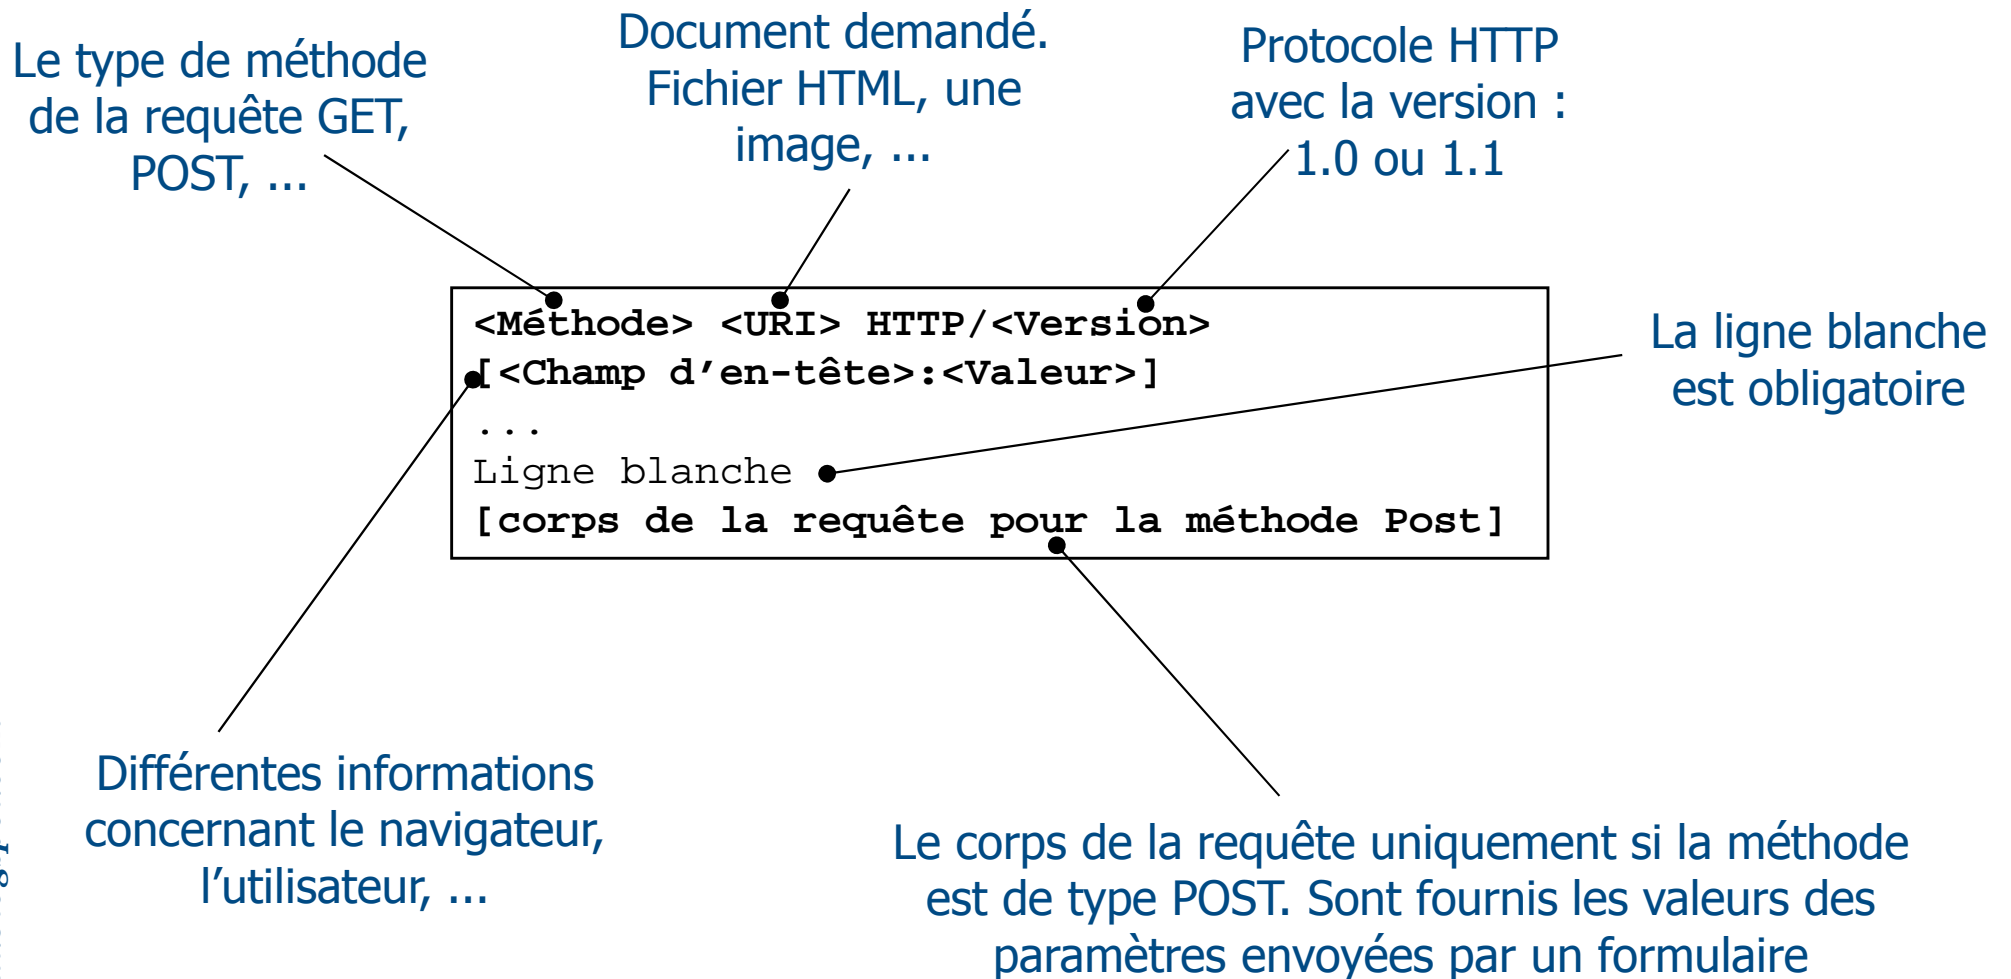 Le type de méthode
de la requête GET,
POST, ...
Document demandé.
Fichier HTML, une
image, ...
Protocole HTTP
avec la version :
1.0 ou 1.1
<Méthode> <URI> HTTP/<Version>
[<Champ d’en-tête>:<Valeur>]
...
Ligne blanche
[corps de la requête pour la méthode Post]
La ligne blanche
est obligatoire
Différentes informations
concernant le navigateur,
l’utilisateur, ...
Le corps de la requête uniquement si la méthode
est de type POST. Sont fournis les valeurs des
paramètres envoyées par un formulaire